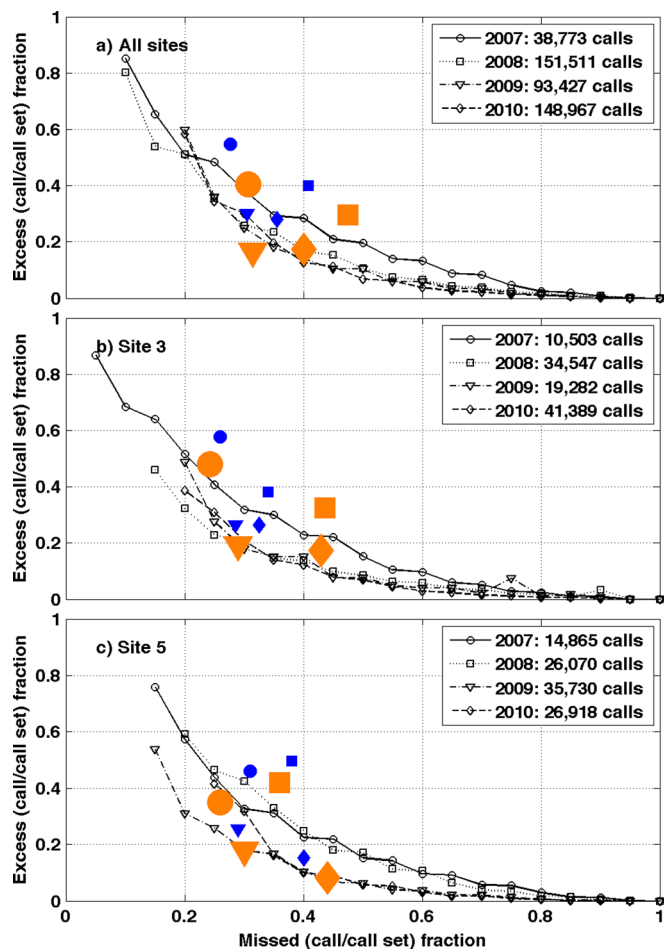 a) All sites
2007: 38,773 calls
2008: 151,511 calls
2009: 93,427 calls
2010: 148,967 calls
Excess (call/call set) fraction
1
0.8
0.6
0.4
0.2
0
b) Site 3
2007: 10,503 calls
2008: 34,547 calls
2009: 19,282 calls
2010: 41,389 calls
Excess (call/call set) fraction
1
0.8
0.6
0.4
0.2
0
c) Site 5
2007: 14,865 calls
2008: 26,070 calls
2009: 35,730 calls
2010: 26,918 calls
Excess (call/call set) fraction
1
0.8
0.6
0.4
0.2
0
0 0.2 0.4 0.6 0.8 1
Missed (call/call set) fraction